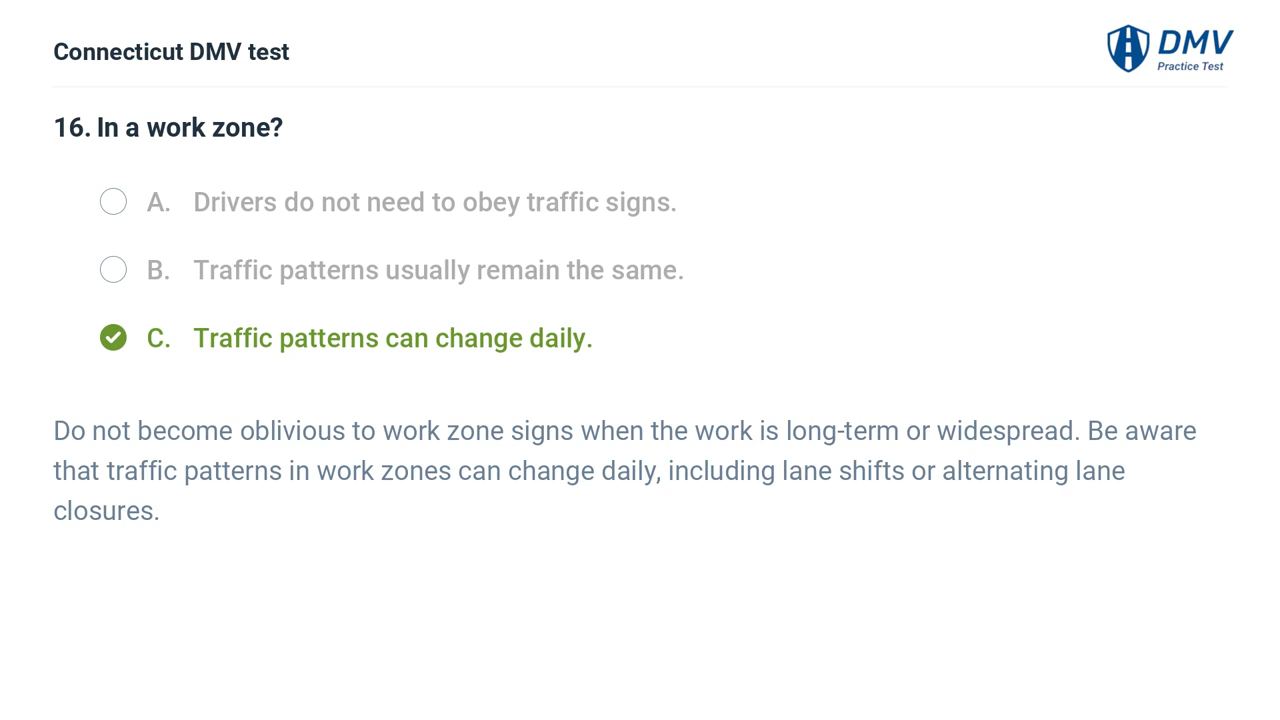 Connecticut DMV test
DMV
Practice Test
16. In a work zone?
A. Drivers do not need to obey traffic signs.
B. Traffic patterns usually remain the same.
C. Traffic patterns can change daily.
Do not become oblivious to work zone signs when the work is long-term or widespread. Be aware
that traffic patterns in work zones can change daily, including lane shifts or alternating lane
closures.